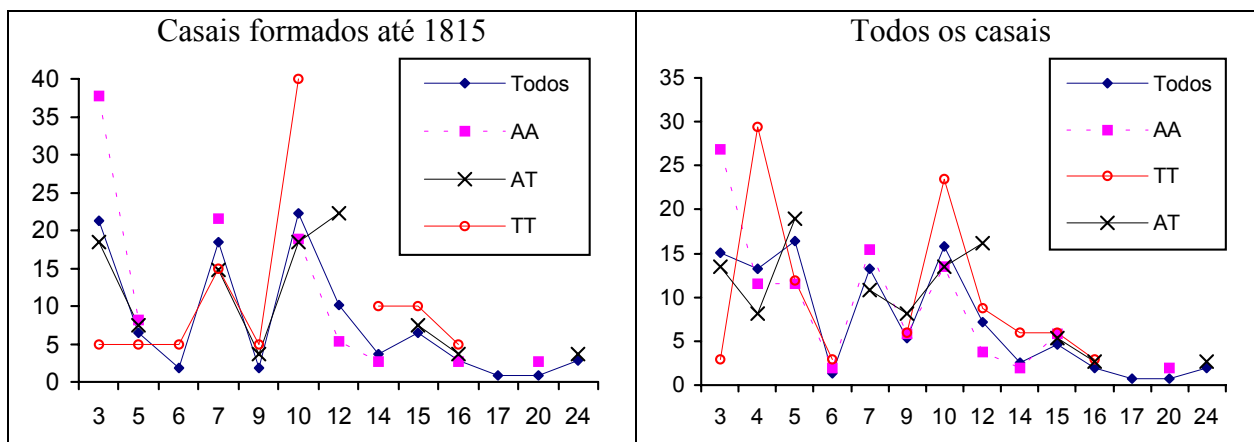 Casais formados até 1815
40
35
30
25
20
15
10
5
0
3 5 6 7 9 10 12 14 15 16 17 20 24
Todos
AA
AT
TT
Todos os casais
35
30
25
20
15
10
5
0
3 4 5 6 7 9 10 12 14 15 16 17 20 24
Todos
AA
TT
AT